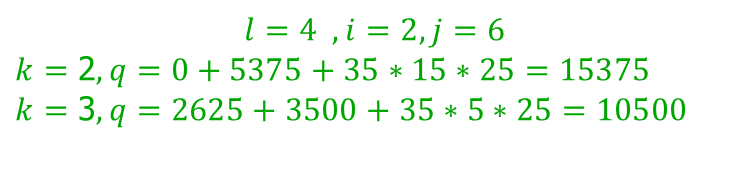 l = 4 , i = 2, j = 6
k = 2, q = 0 + 5375 + 35 * 15 * 25 = 15375
k = 3, q = 2625 + 3500 + 35 * 5 * 25 = 10500